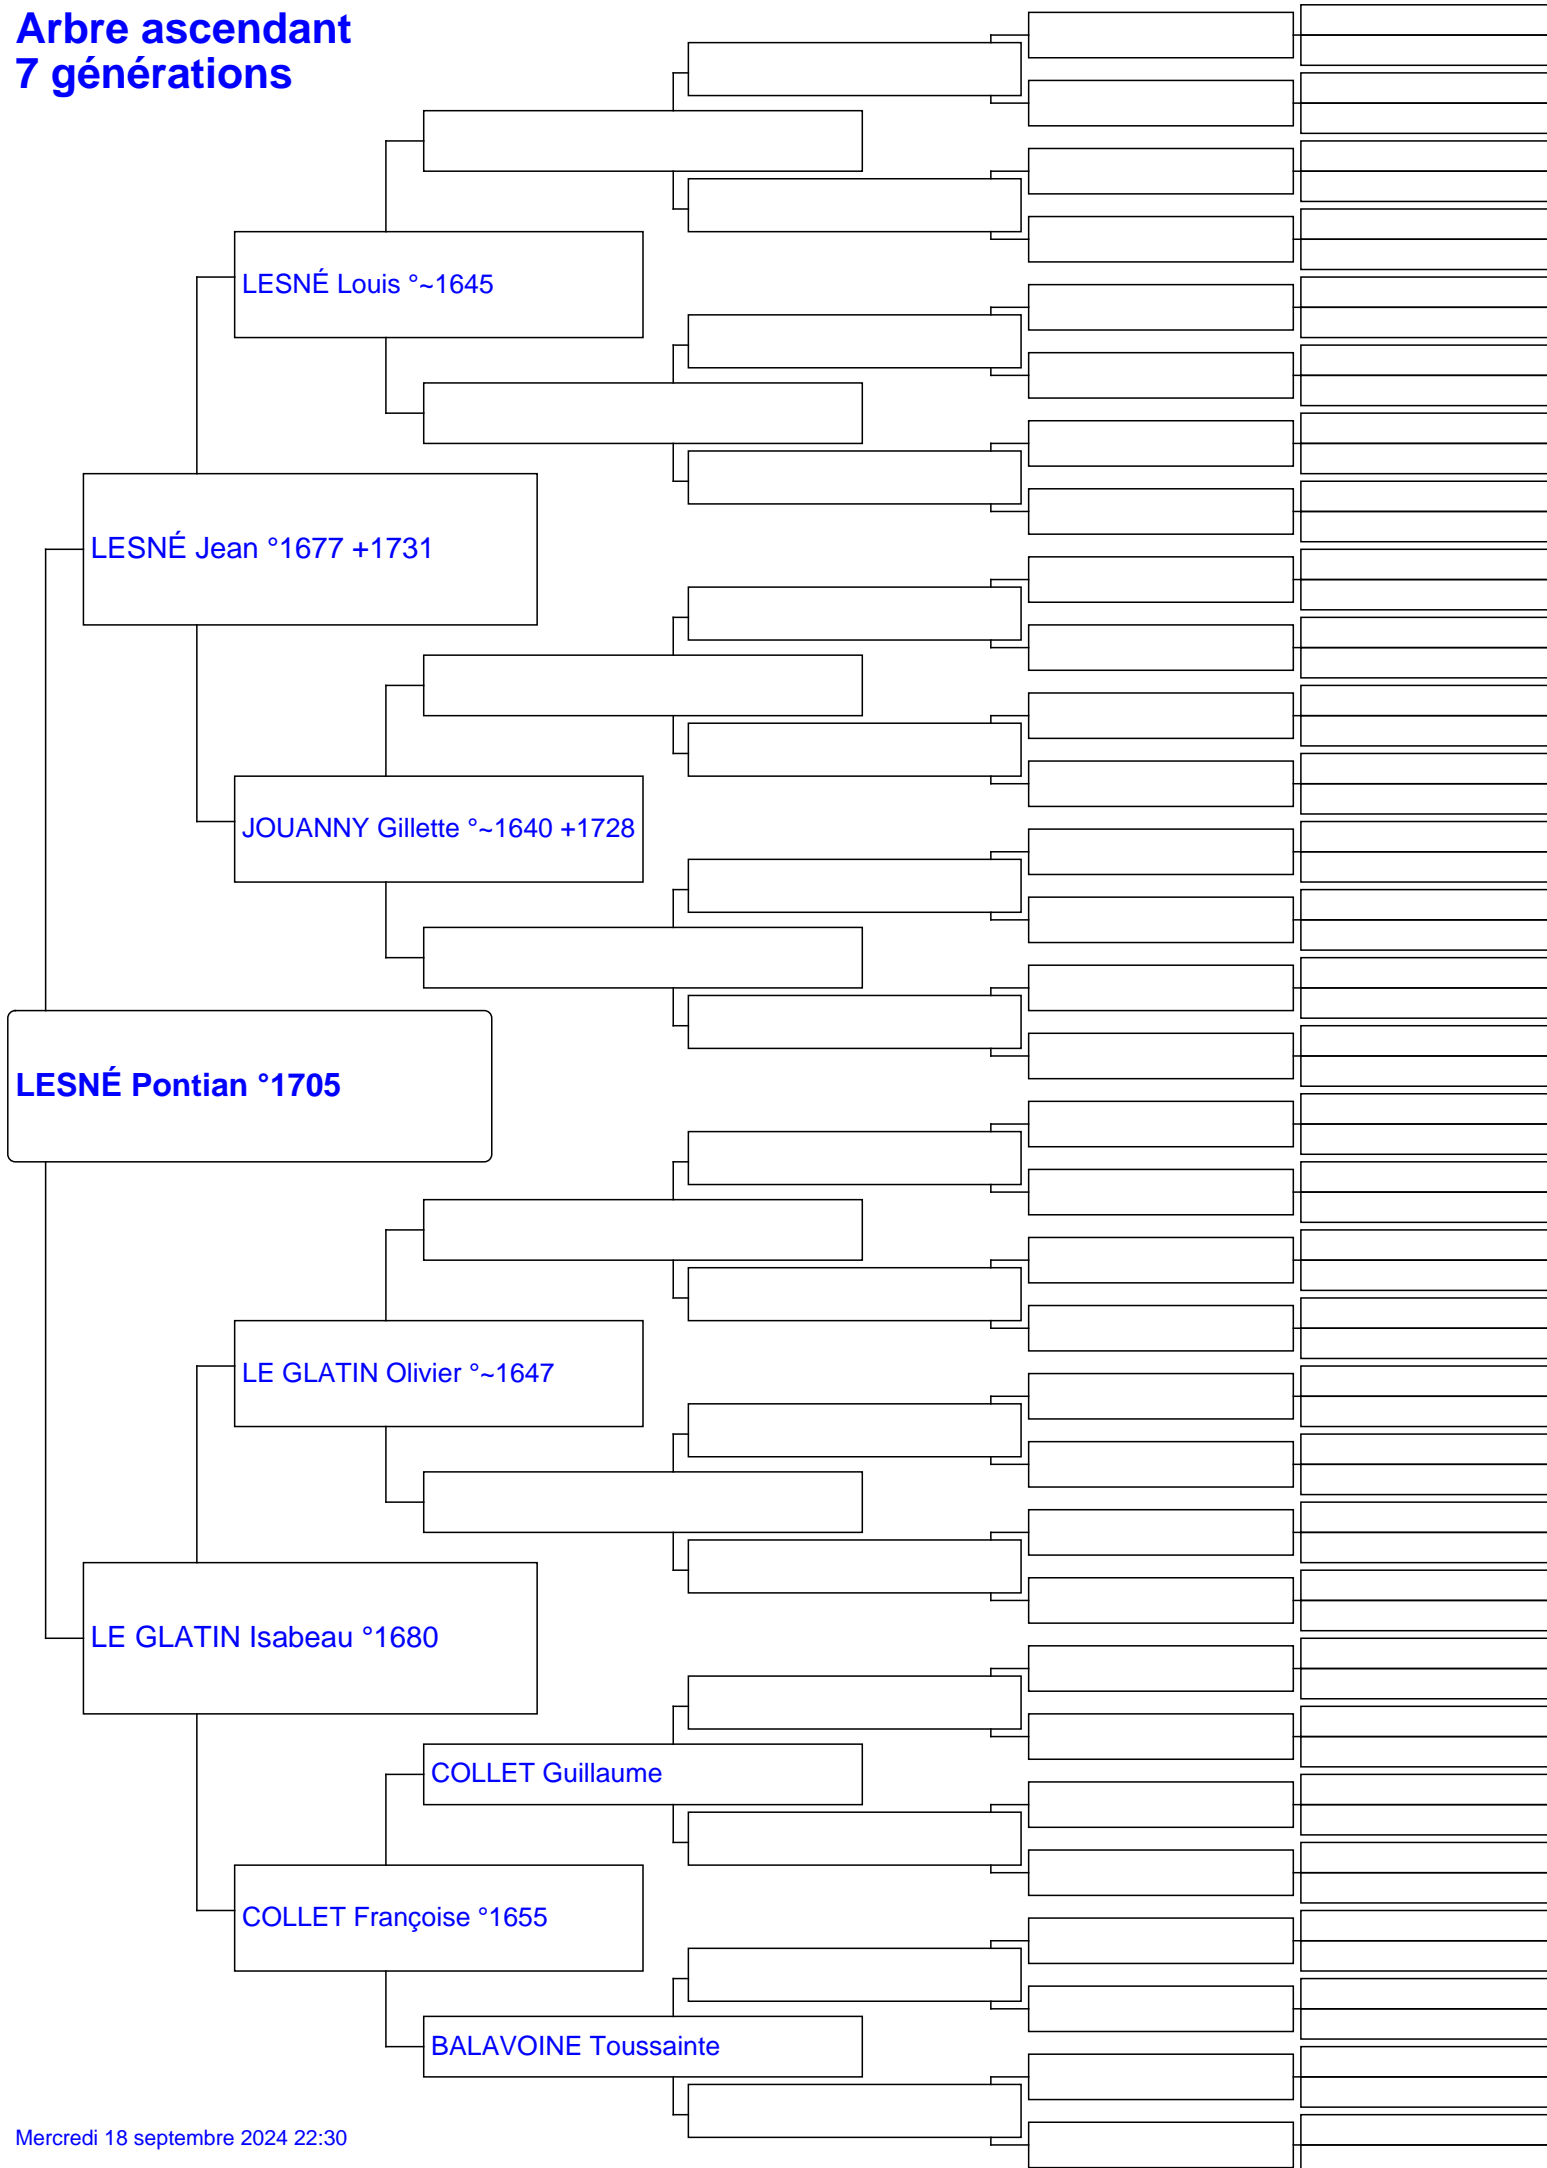 Arbre ascendant
7 générations
LESNÉ Louis °~1645
LESNÉ Jean °1677 +1731
JOUANNY Gillette °~1640 +1728
LESNÉ Pontian °1705
LE GLATIN Olivier °~1647
LE GLATIN Isabeau °1680
COLLET Guillaume
COLLET Françoise °1655
BALAVOINE Toussainte
Mercredi 18 septembre 2024 22:30